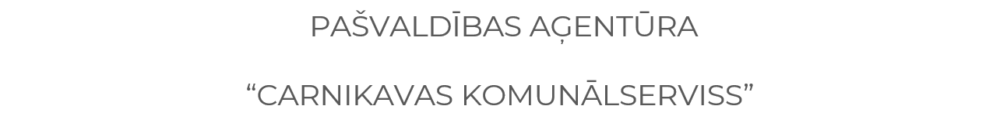 PAŠVALDĪBAS AĢENTŪRA
“CARNIKAVAS KOMUNĀLSERVISS”